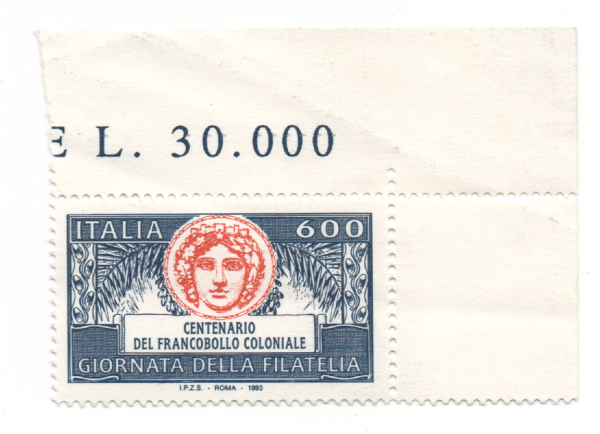 E L. 30.000
ITALIA 600
CENTENARIO
DEL FRANCOBOLLO COLONIALE
GIORNATA DELLA FILATELIA
I.P.Z.S. - ROMA - 1993